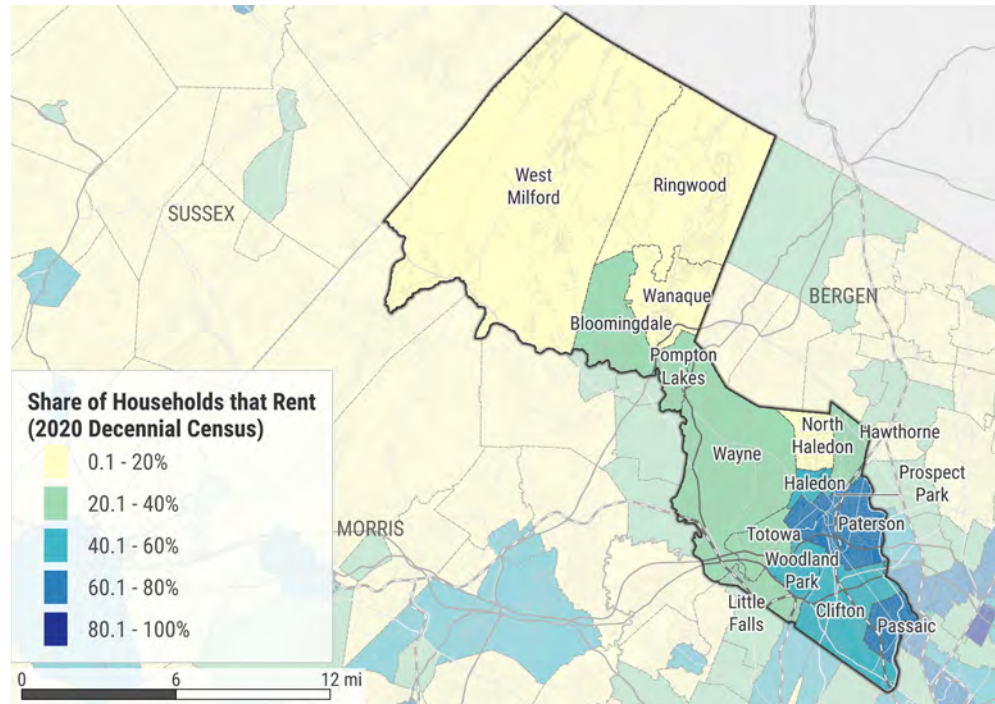 West
Milford
Ringwood
SUSSEX
Wanaque
BERGEN
Bloomingdale
Pompton
Lakes
Share of Households that Rent
(2020 Decennial Census)
0.1 - 20%
20.1 - 40%
40.1 - 60%
60.1 - 80%
80.1 - 100%
North
Haledon
Hawthorne
Wayne
Prospect
Park
Haledon
MORRIS
Paterson
Totowa
Woodland
Park
Little
Falls
Clifton
Passaic
0 6 12 mi